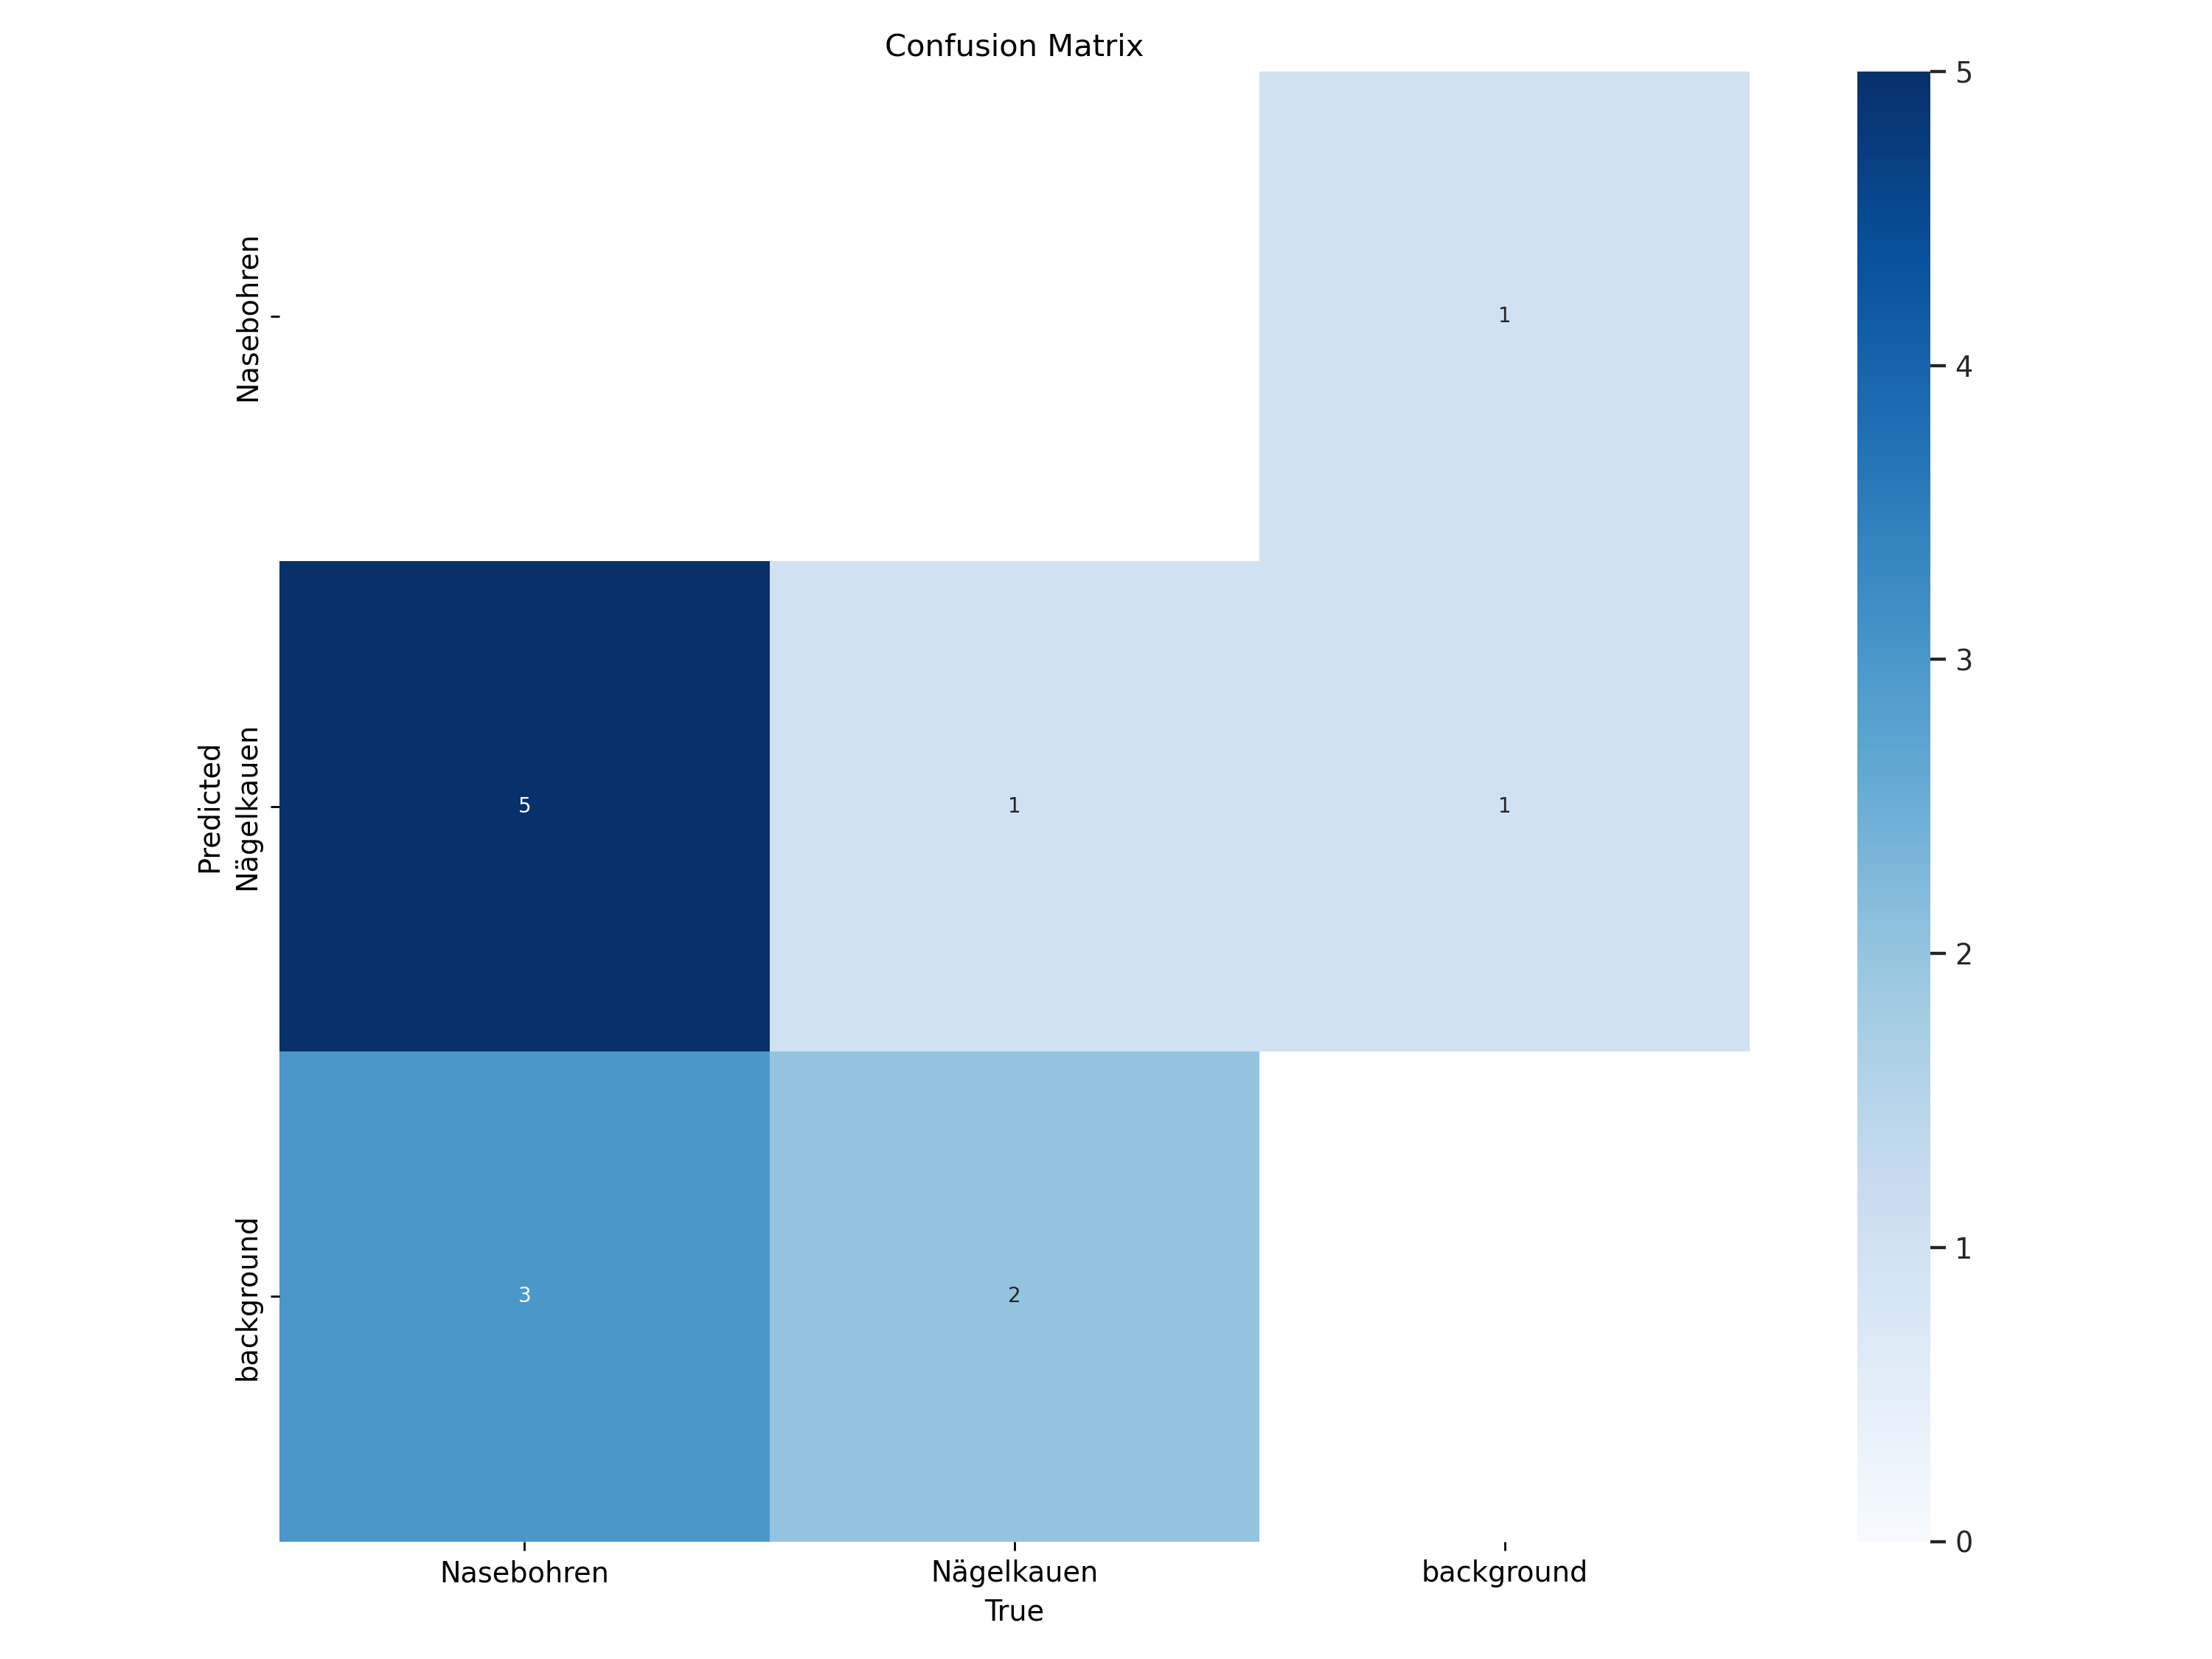 Confusion Matrix
Nasebohren
Nägelkauen
background
Predicted
1
5
1
1
3
2
Nasebohren
Nägelkauen
background
True
5
4
3
2
1
0